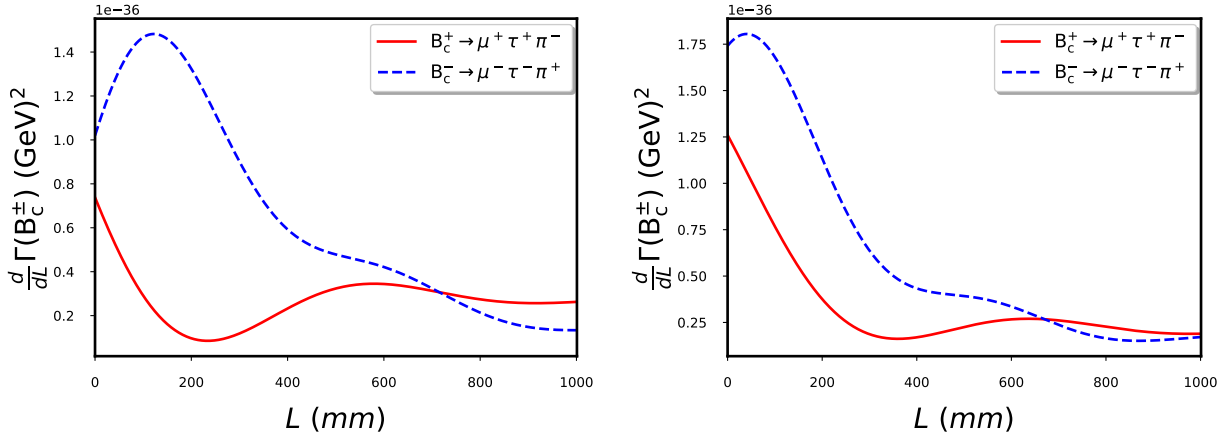 1e−36
d/dL Γ(B_c^±) (GeV)^2
1.4
1.2
1.0
0.8
0.6
0.4
0.2
B_c^+ → μ^+ τ^+ π^−
B_c^− → μ^− τ^− π^+
0 200 400 600 800 1000
L (mm)
1e−36
d/dL Γ(B_c^±) (GeV)^2
1.75
1.50
1.25
1.00
0.75
0.50
0.25
B_c^+ → μ^+ τ^+ π^−
B_c^− → μ^− τ^− π^+
0 200 400 600 800 1000
L (mm)